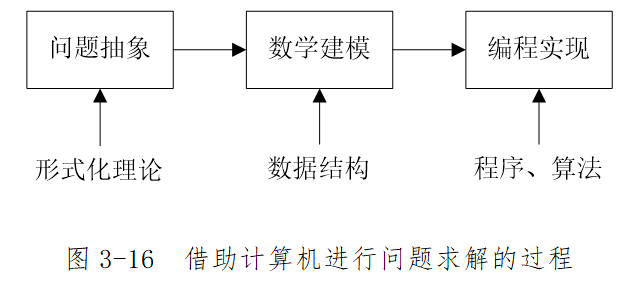 问题抽象 数学建模 编程实现
形式化理论 数据结构 程序、算法
图 3-16 借助计算机进行问题求解的过程